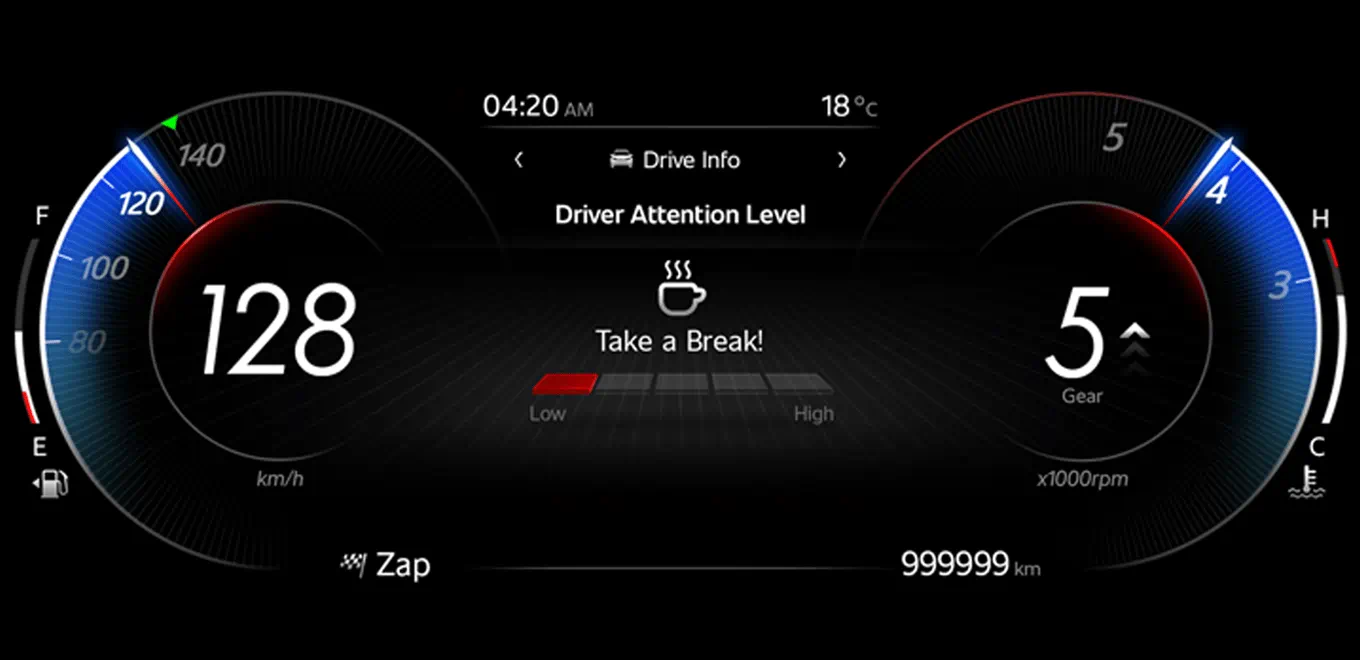 04:20 AM
18°C
Drive Info
Driver Attention Level
Take a Break!
Low
High
F
E
140
120
100
80
128
km/h
5
4
3
5
Gear
x1000rpm
H
C
Zap
999999 km